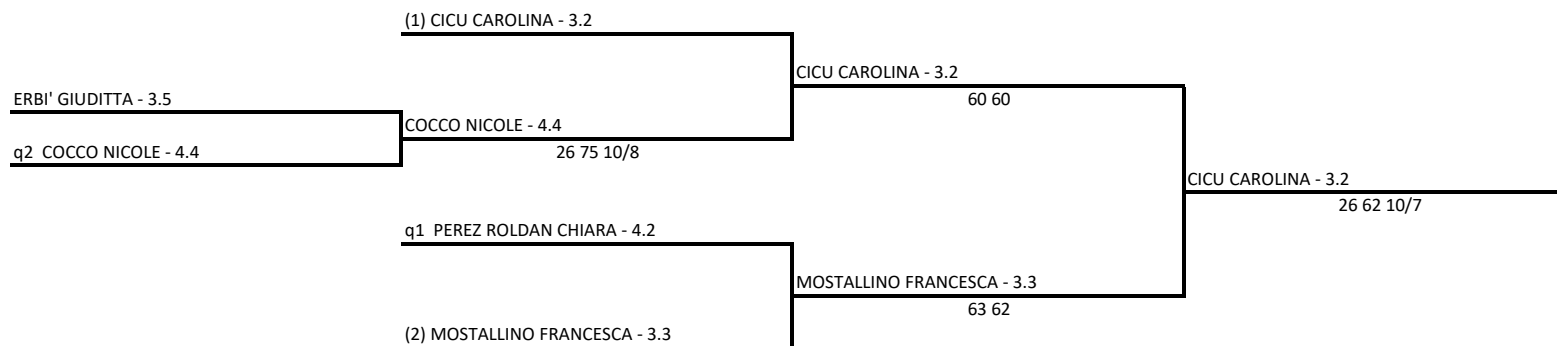 (1) CICU CAROLINA - 3.2
CICU CAROLINA - 3.2
60 60
ERBI' GIUDITTA - 3.5
COCCO NICOLE - 4.4
26 75 10/8
q2 COCCO NICOLE - 4.4
CICU CAROLINA - 3.2
26 62 10/7
q1 PEREZ ROLDAN CHIARA - 4.2
MOSTALLINO FRANCESCA - 3.3
63 62
(2) MOSTALLINO FRANCESCA - 3.3